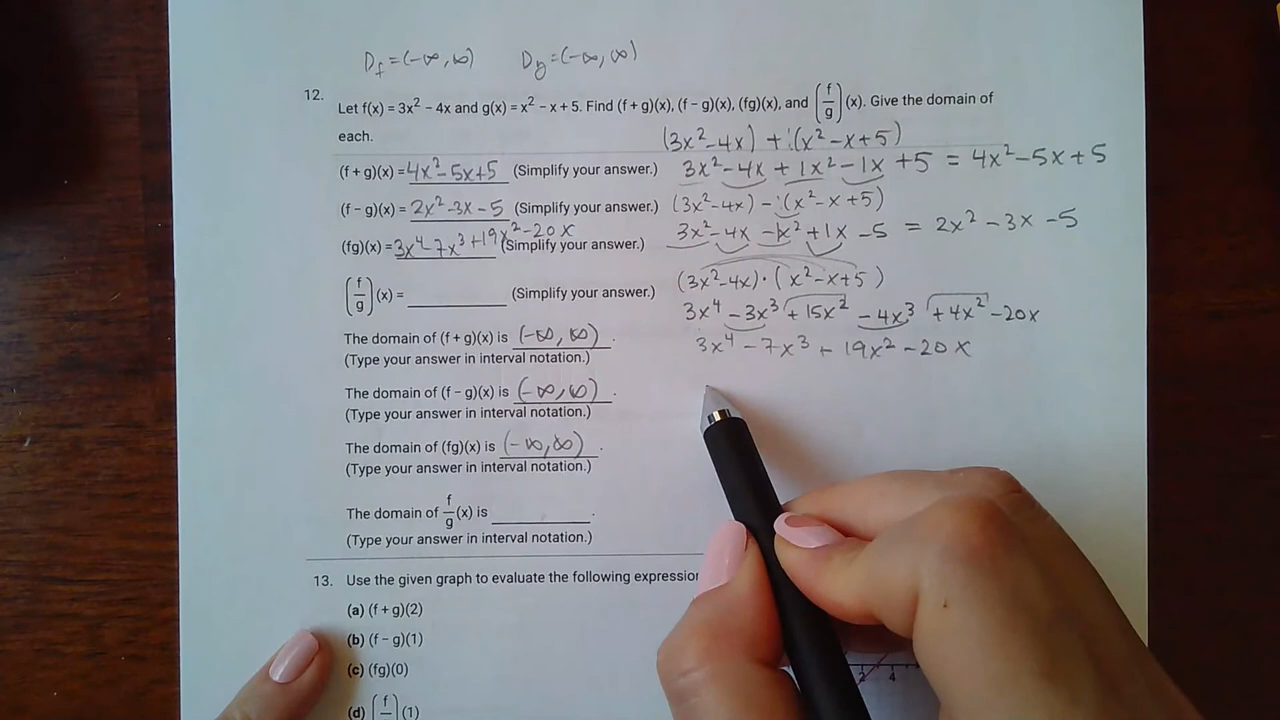 D_f = (-∞, ∞) D_g = (-∞, ∞)
12. Let f(x) = 3x² − 4x and g(x) = x² − x + 5. Find (f + g)(x), (f − g)(x), (fg)(x), and (f/g)(x). Give the domain of
each.
(3x²-4x) + (x²-x+5)
(f + g)(x) = 4x²-5x+5 (Simplify your answer.) 3x² - 4x + 1x² - 1x + 5 = 4x² - 5x + 5
(f − g)(x) = 2x²-3x-5 (Simplify your answer.) (3x²-4x) - (x²-x+5)
3x² - 4x - 1x² + 1x - 5 = 2x² - 3x - 5
(fg)(x) = 3x⁴-7x³+19x²-20x (Simplify your answer.)
(3x²-4x)·(x²-x+5)
(f/g)(x) = ________ (Simplify your answer.)
3x⁴ - 3x³ + 15x² - 4x³ + 4x² - 20x
3x⁴ - 7x³ + 19x² - 20x
The domain of (f + g)(x) is (-∞, ∞).
(Type your answer in interval notation.)
The domain of (f − g)(x) is (-∞, ∞).
(Type your answer in interval notation.)
The domain of (fg)(x) is (-∞, ∞).
(Type your answer in interval notation.)
The domain of f/g(x) is ________.
(Type your answer in interval notation.)
13. Use the given graph to evaluate the following
(a) (f + g)(2)
(b) (f − g)(1)
(c) (fg)(0)
(d) (f/ )(1)
2 4